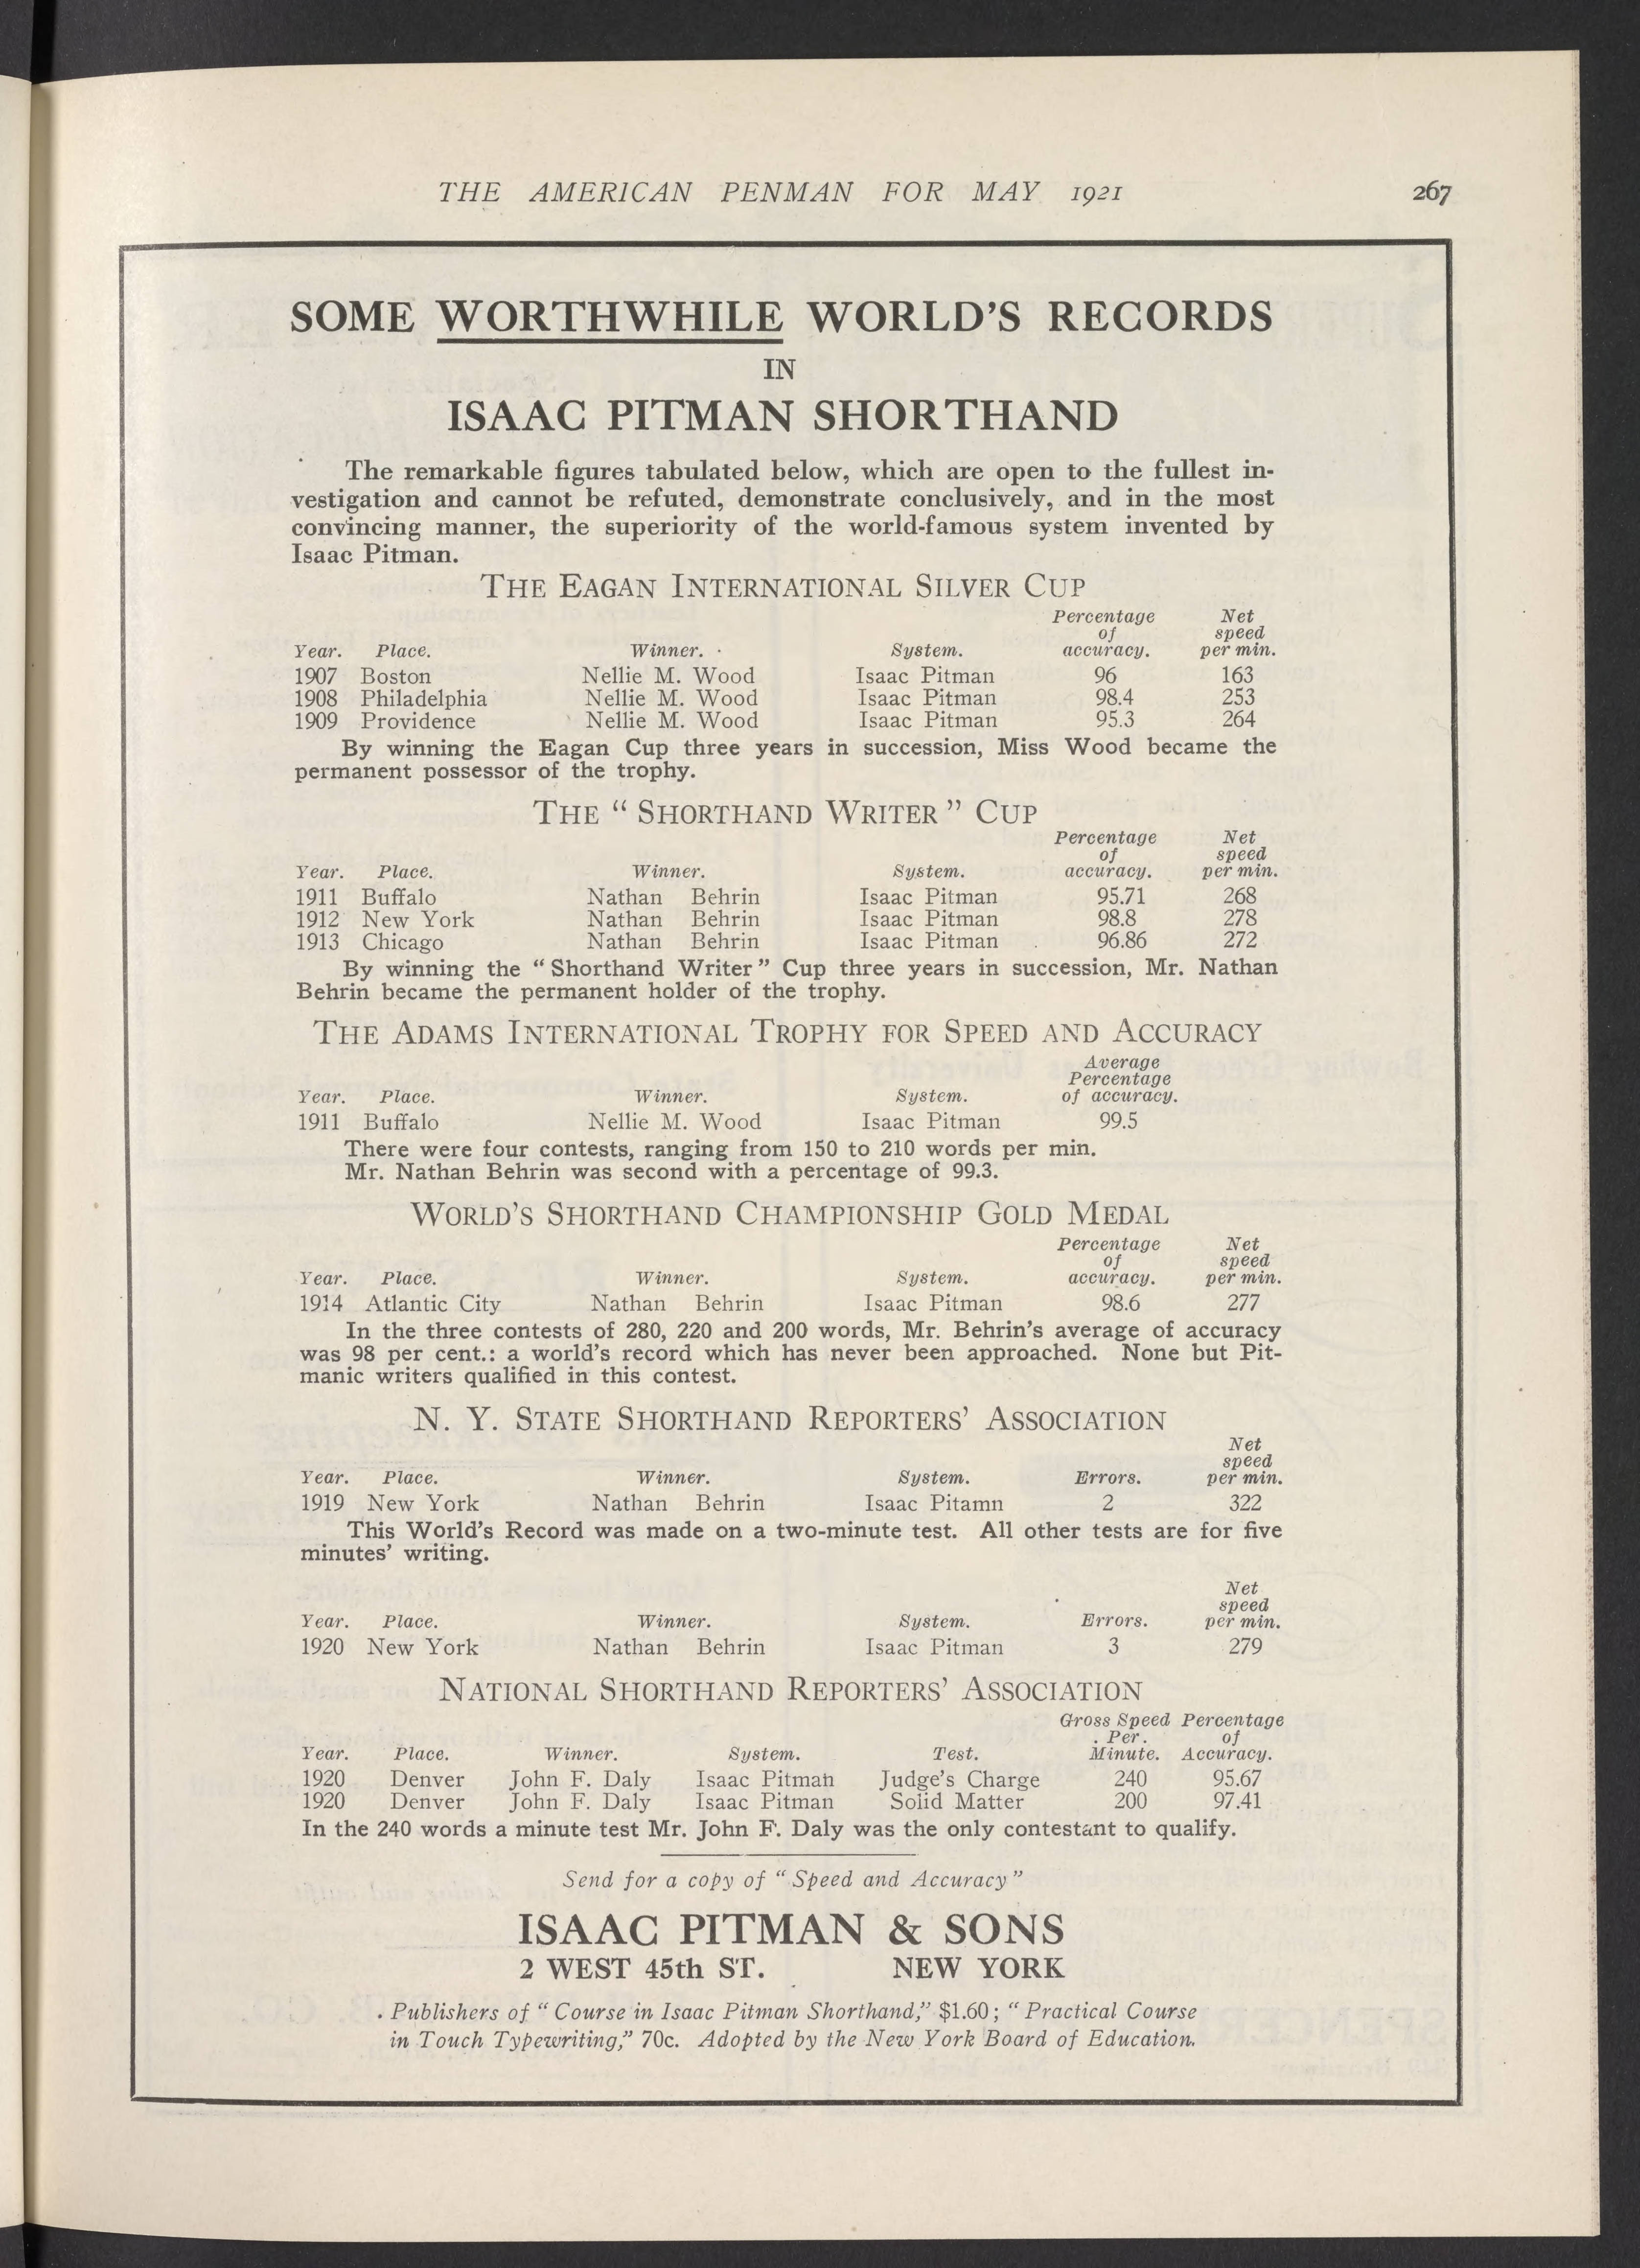 THE AMERICAN PENMAN FOR MAY 1921 267
SOME WORTHWHILE WORLD'S RECORDS
IN
ISAAC PITMAN SHORTHAND
The remarkable figures tabulated below, which are open to the fullest in-
vestigation and cannot be refuted, demonstrate conclusively, and in the most
convincing manner, the superiority of the world-famous system invented by
Isaac Pitman.
THE EAGAN INTERNATIONAL SILVER CUP
Percentage Net
of speed
Year. Place. Winner. System. accuracy. per min.
1907 Boston Nellie M. Wood Isaac Pitman 96 163
1908 Philadelphia Nellie M. Wood Isaac Pitman 98.4 253
1909 Providence Nellie M. Wood Isaac Pitman 95.3 264
By winning the Eagan Cup three years in succession, Miss Wood became the
permanent possessor of the trophy.
THE "SHORTHAND WRITER" CUP
Percentage Net
of speed
Year. Place. Winner. System. accuracy. per min.
1911 Buffalo Nathan Behrin Isaac Pitman 95.71 268
1912 New York Nathan Behrin Isaac Pitman 98.8 278
1913 Chicago Nathan Behrin Isaac Pitman 96.86 272
By winning the "Shorthand Writer" Cup three years in succession, Mr. Nathan
Behrin became the permanent holder of the trophy.
THE ADAMS INTERNATIONAL TROPHY FOR SPEED AND ACCURACY
Average
Percentage
Year. Place. Winner. System. of accuracy.
1911 Buffalo Nellie M. Wood Isaac Pitman 99.5
There were four contests, ranging from 150 to 210 words per min.
Mr. Nathan Behrin was second with a percentage of 99.3.
WORLD'S SHORTHAND CHAMPIONSHIP GOLD MEDAL
Percentage Net
of speed
Year. Place. Winner. System. accuracy. per min.
1914 Atlantic City Nathan Behrin Isaac Pitman 98.6 277
In the three contests of 280, 220 and 200 words, Mr. Behrin's average of accuracy
was 98 per cent.: a world's record which has never been approached. None but Pit-
manic writers qualified in this contest.
N. Y. STATE SHORTHAND REPORTERS' ASSOCIATION
Net
speed
Year. Place. Winner. System. Errors. per min.
1919 New York Nathan Behrin Isaac Pitamn 2 322
This World's Record was made on a two-minute test. All other tests are for five
minutes' writing.
Net
speed
Year. Place. Winner. System. Errors. per min.
1920 New York Nathan Behrin Isaac Pitman 3 279
NATIONAL SHORTHAND REPORTERS' ASSOCIATION
Gross Speed Percentage
Per. of
Year. Place. Winner. System. Test. Minute. Accuracy.
1920 Denver John F. Daly Isaac Pitman Judge's Charge 240 95.67
1920 Denver John F. Daly Isaac Pitman Solid Matter 200 97.41
In the 240 words a minute test Mr. John F. Daly was the only contestant to qualify.
Send for a copy of "Speed and Accuracy"
ISAAC PITMAN & SONS
2 WEST 45th ST. NEW YORK
Publishers of "Course in Isaac Pitman Shorthand," $1.60; "Practical Course
in Touch Typewriting," 70c. Adopted by the New York Board of Education.